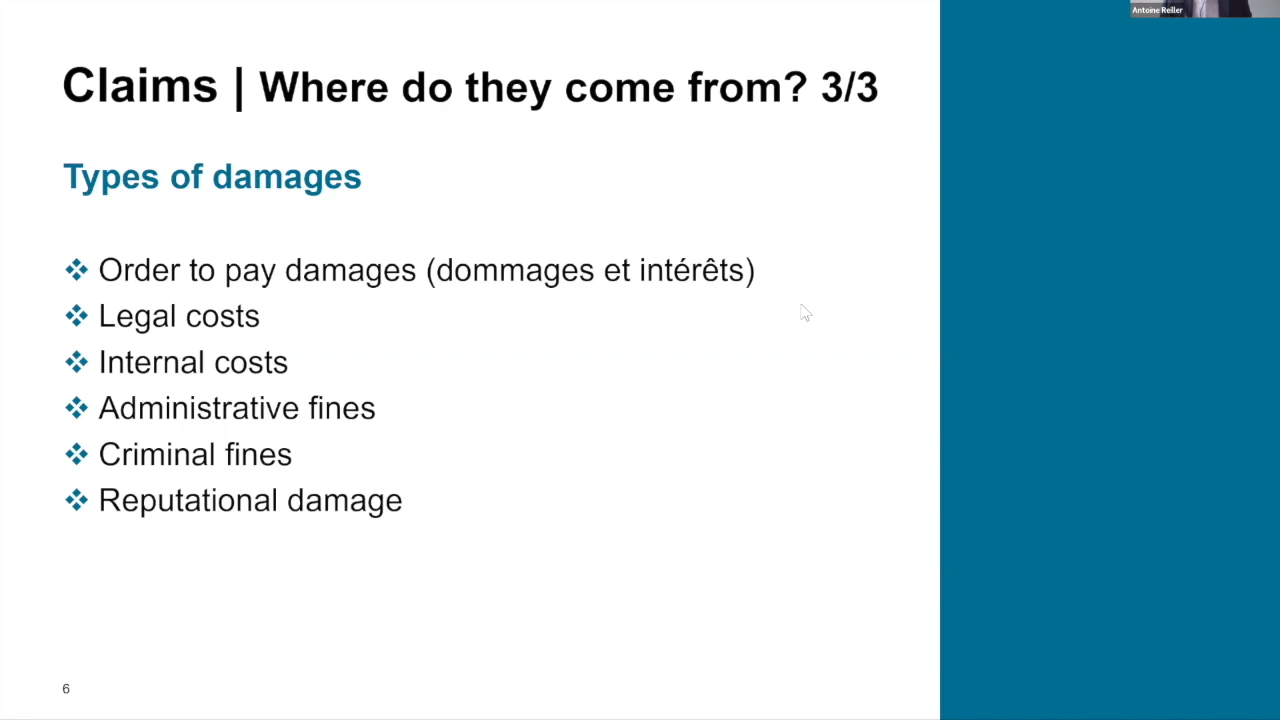 Antoine Reiller
Claims | Where do they come from? 3/3
Types of damages
Order to pay damages (dommages et intérêts)
Legal costs
Internal costs
Administrative fines
Criminal fines
Reputational damage
6